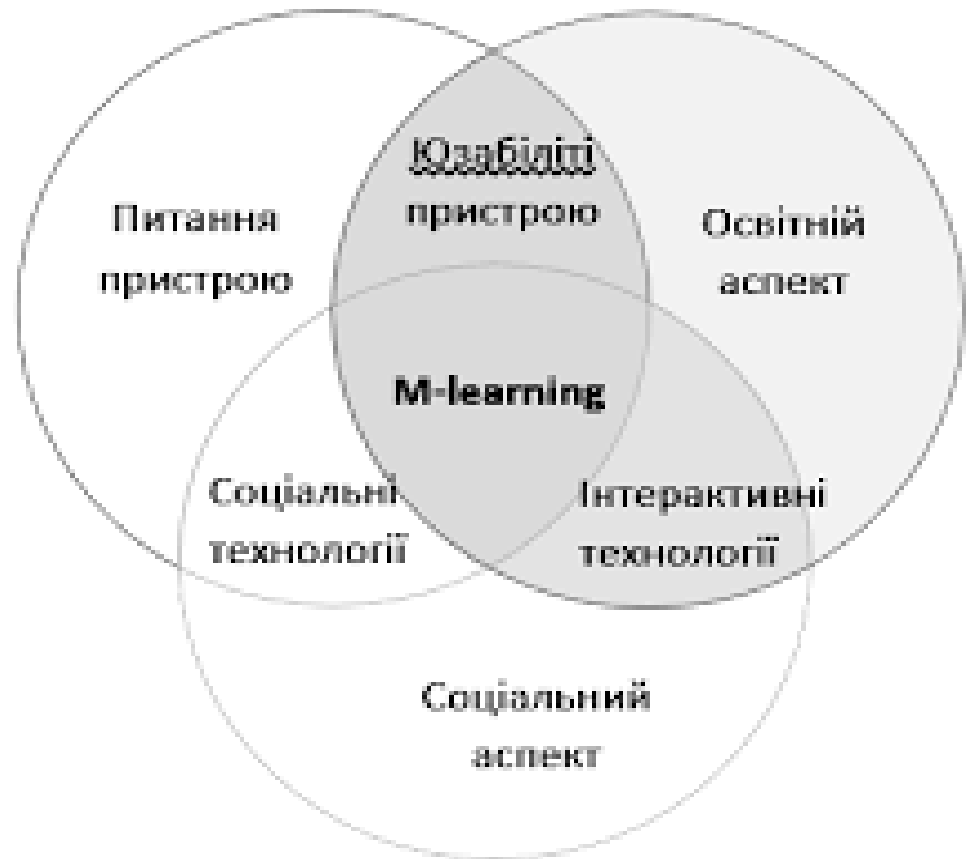 Юзабіліті
пристрою
Питання
пристрою
Освітній
аспект
M-learning
Соціальні
технології
Інтерактивні
технології
Соціальний
аспект